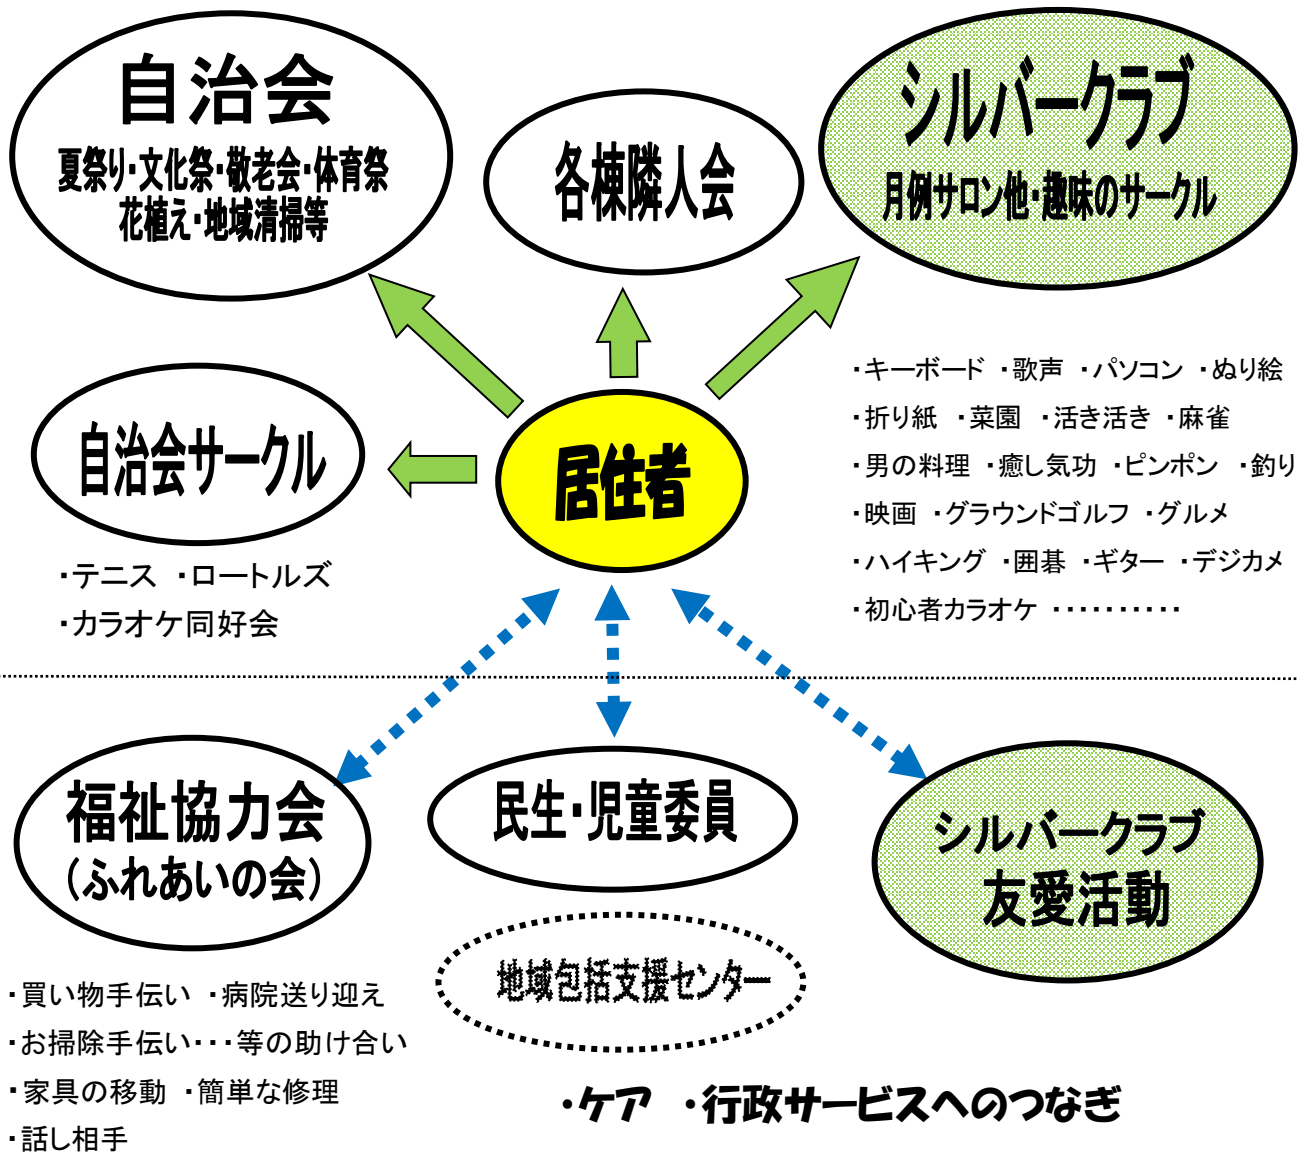 自治会
夏祭り・文化祭・敬老会・体育祭
花植え・地域清掃等
各棟隣人会
シルバークラブ
月例サロン他・趣味のサークル
自治会サークル
・テニス ・ロートルズ
・カラオケ同好会
居住者
・キーボード ・歌声 ・パソコン ・ぬり絵
・折り紙 ・菜園 ・活き活き ・麻雀
・男の料理 ・癒し気功 ・ピンポン ・釣り
・映画 ・グラウンドゴルフ ・グルメ
・ハイキング ・囲碁 ・ギター ・デジカメ
・初心者カラオケ ・・・・・・・・・・
福祉協力会
（ふれあいの会）
民生・児童委員
シルバークラブ
友愛活動
地域包括支援センター
・買い物手伝い ・病院送り迎え
・お掃除手伝い・・・等の助け合い
・家具の移動 ・簡単な修理
・話し相手
・ケア ・行政サービスへのつなぎ